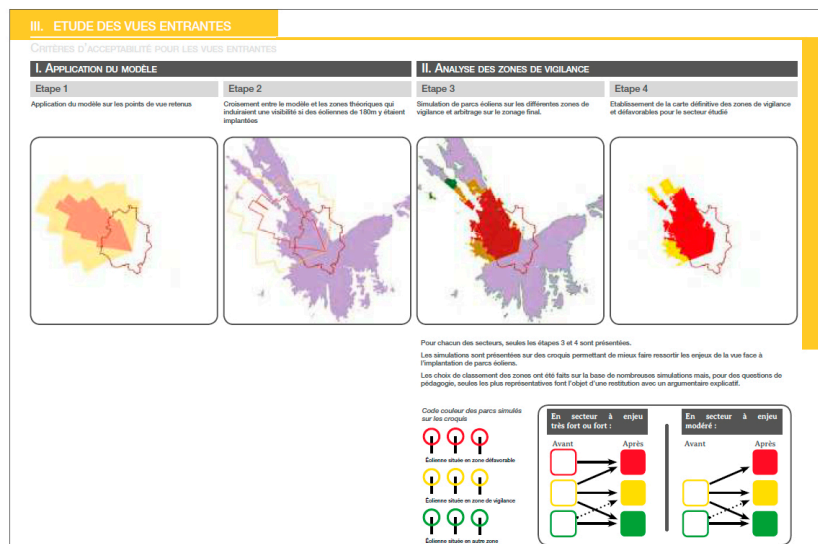 III. ETUDE DES VUES ENTRANTES
CRITÈRES D'ACCEPTABILITÉ POUR LES VUES ENTRANTES
I. APPLICATION DU MODÈLE
II. ANALYSE DES ZONES DE VIGILANCE
Etape 1
Etape 2
Etape 3
Etape 4
Application du modèle sur les points de vue retenus
Croisement entre le modèle et les zones théoriques qui
induiraient une visibilité si des éoliennes de 180m y étaient
implantées
Simulation de parcs éoliens sur les différentes zones de
vigilance et arbitrage sur le zonage final.
Etablissement de la carte définitive des zones de vigilance
et défavorables pour le secteur étudié
Pour chacun des secteurs, seules les étapes 3 et 4 sont présentées.
Les simulations sont présentées sur des croquis permettant de mieux faire ressortir les enjeux de la vue face à
l'implantation de parcs éoliens.
Les choix de classement des zones ont été faits sur la base de nombreuses simulations mais, pour des questions de
pédagogie, seules les plus représentatives font l'objet d'une restitution avec un argumentaire explicatif.
Code couleur des parcs simulés
sur les croquis
Éolienne située en zone défavorable
Éolienne située en zone de vigilance
Éolienne située en autre zone
En secteur à enjeu
très fort ou fort :
Avant
Après
En secteur à enjeu
modéré :
Avant
Après